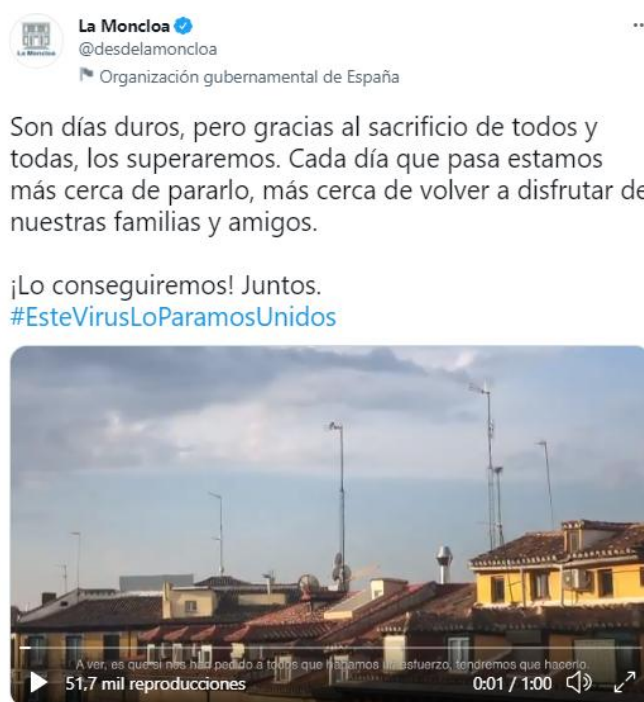 La Moncloa
@desdelamoncloa
Organización gubernamental de España
Son días duros, pero gracias al sacrificio de todos y
todas, los superaremos. Cada día que pasa estamos
más cerca de pararlo, más cerca de volver a disfrutar de
nuestras familias y amigos.
¡Lo conseguiremos! Juntos.
#EsteVirusLoParamosUnidos
A ver, es que si nos han pedido a todos que hagamos un esfuerzo, tendremos que hacerlo.
51,7 mil reproducciones
0:01 / 1:00